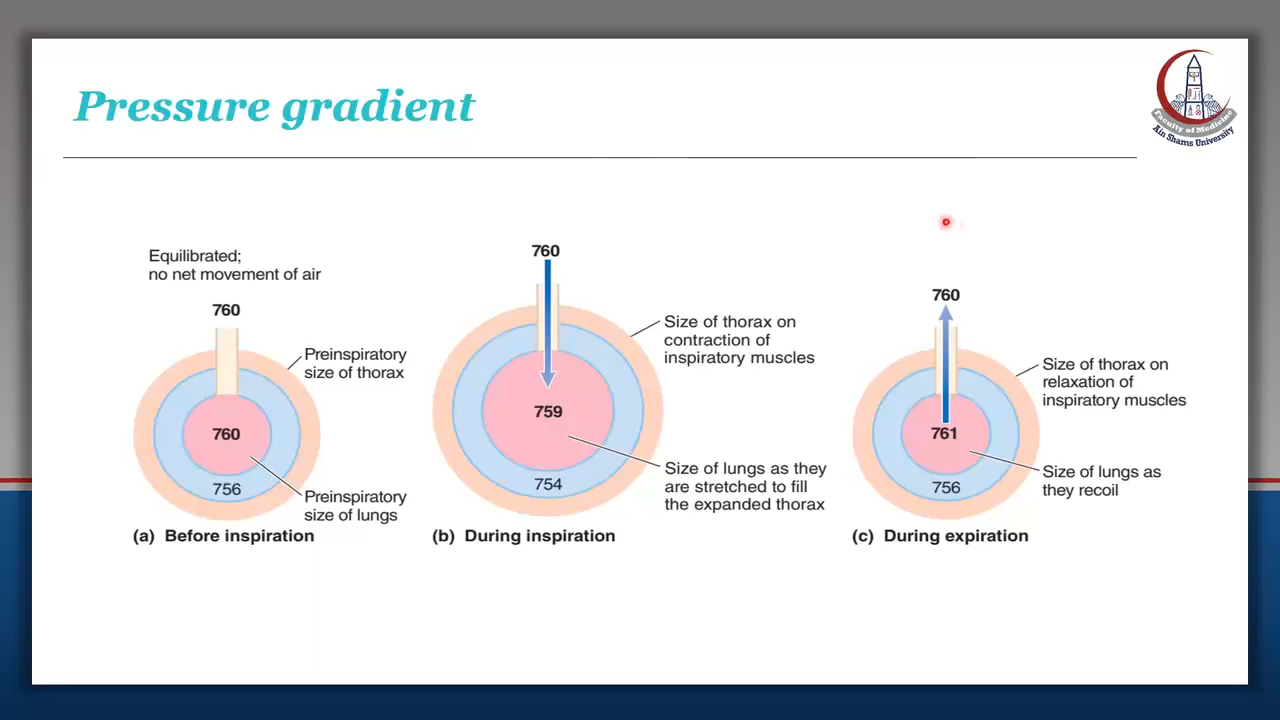 Pressure gradient
Faculty of Medicine
Ain Shams University
Equilibrated;
no net movement of air
760
Preinspiratory
size of thorax
760
756
Preinspiratory
size of lungs
(a) Before inspiration
760
Size of thorax on
contraction of
inspiratory muscles
759
754
Size of lungs as they
are stretched to fill
the expanded thorax
(b) During inspiration
760
Size of thorax on
relaxation of
inspiratory muscles
761
756
Size of lungs as
they recoil
(c) During expiration